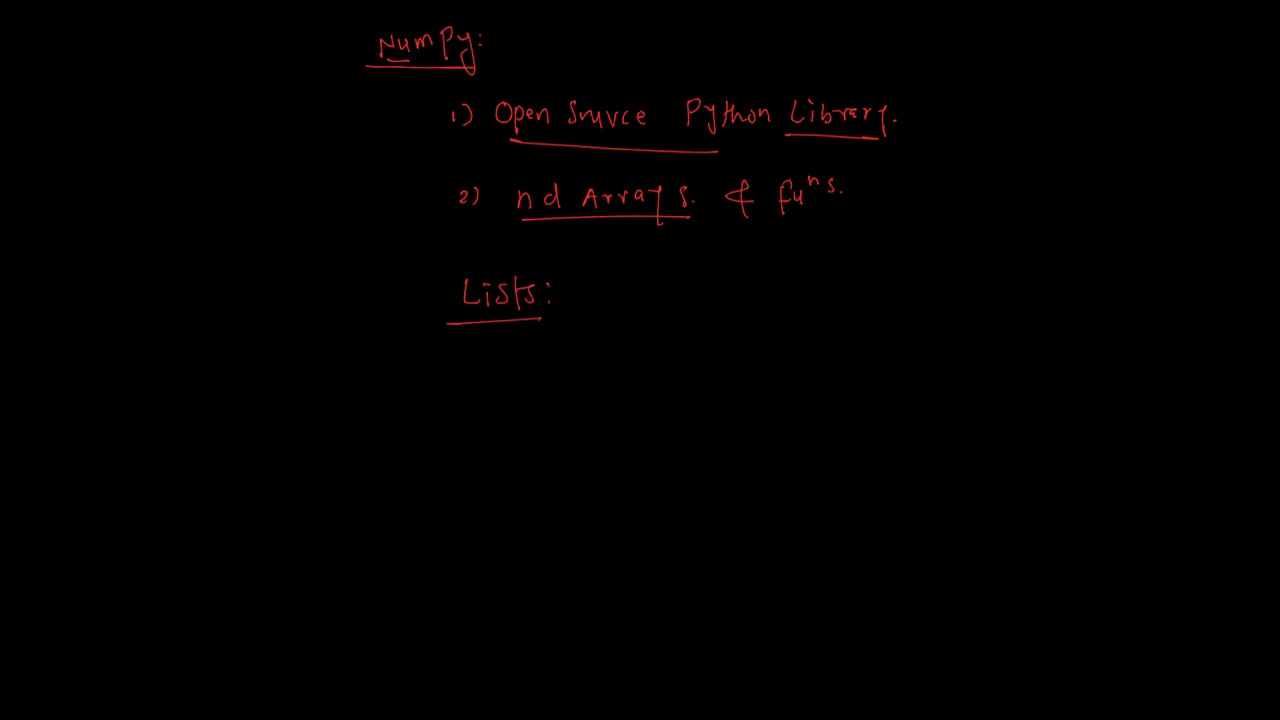 NumPy:
1) Open Source Python Library.
2) nd Arrays. & fuⁿs.
Lists: